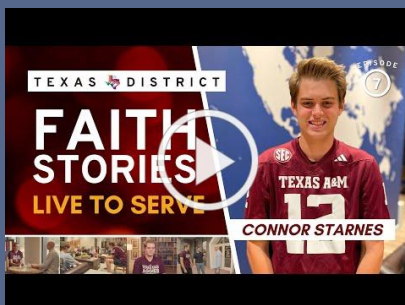 TEXAS DISTRICT
EPISODE
7
FAITH
STORIES
LIVE TO SERVE
SEC
TEXAS A&M
12
CONNOR STARNES